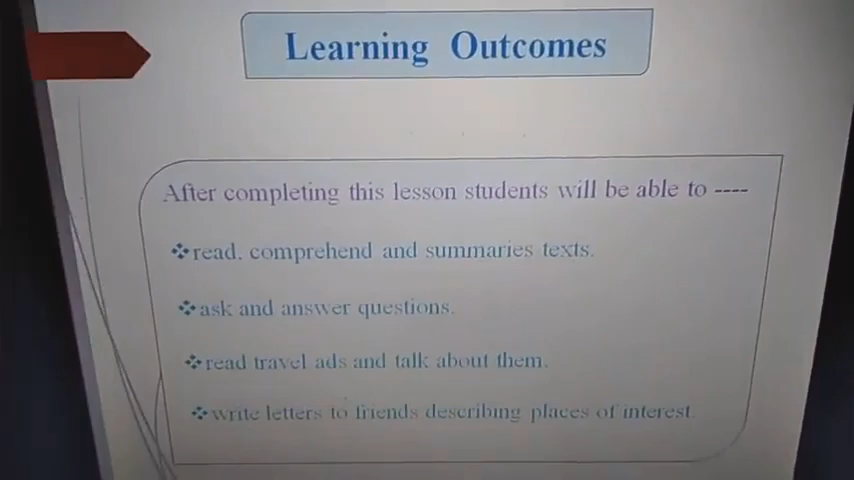 Learning Outcomes
After completing this lesson students will be able to ----
❖read, comprehend and summaries texts.
❖ask and answer questions.
❖read travel ads and talk about them.
❖write letters to friends describing places of interest.